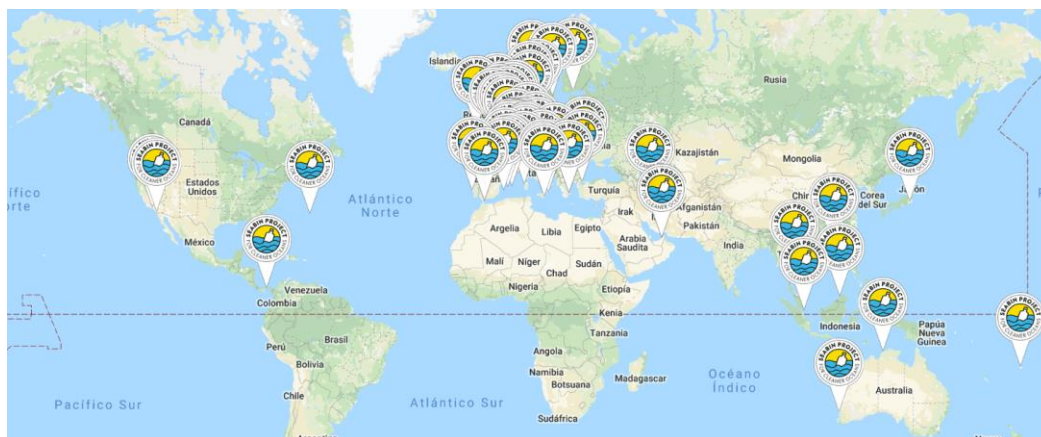 Islandia
Rusia
Canadá
SEABIN PROJECT
FOR CLEANER OCEANS
Kazajistán
Mongolia
Estados
Unidos
Atlántico
Norte
Turquía
Corea
del Sur
Japón
Irak
Afganistán
Pakistán
México
Argelia
Libia
Egipto
Arabia
Saudita
India
Malí
Níger
Chad
Sudán
Venezuela
Nigeria
Etiopía
Colombia
Kenia
Indonesia
Papúa
Nueva
Guinea
Tanzania
Perú
Brasil
Angola
Bolivia
Namibia
Botsuana
Madagascar
Océano
Índico
Australia
Chile
Pacífico Sur
Atlántico Sur
Sudáfrica